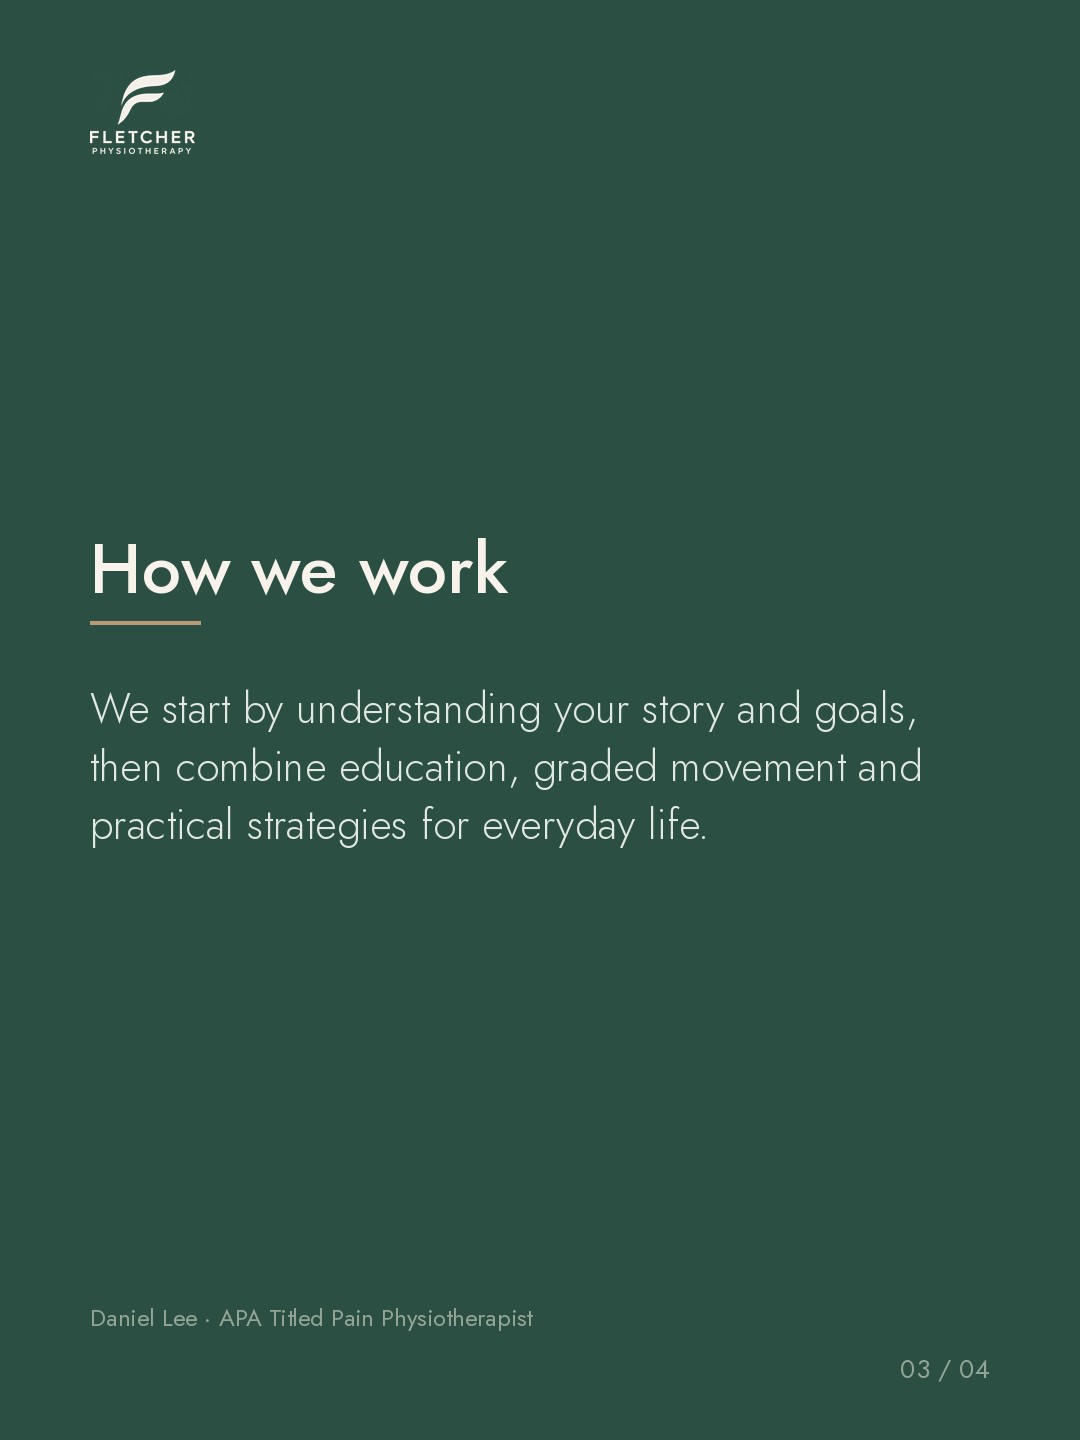 FLETCHER
PHYSIOTHERAPY
How we work
We start by understanding your story and goals,
then combine education, graded movement and
practical strategies for everyday life.
Daniel Lee · APA Titled Pain Physiotherapist
03 / 04